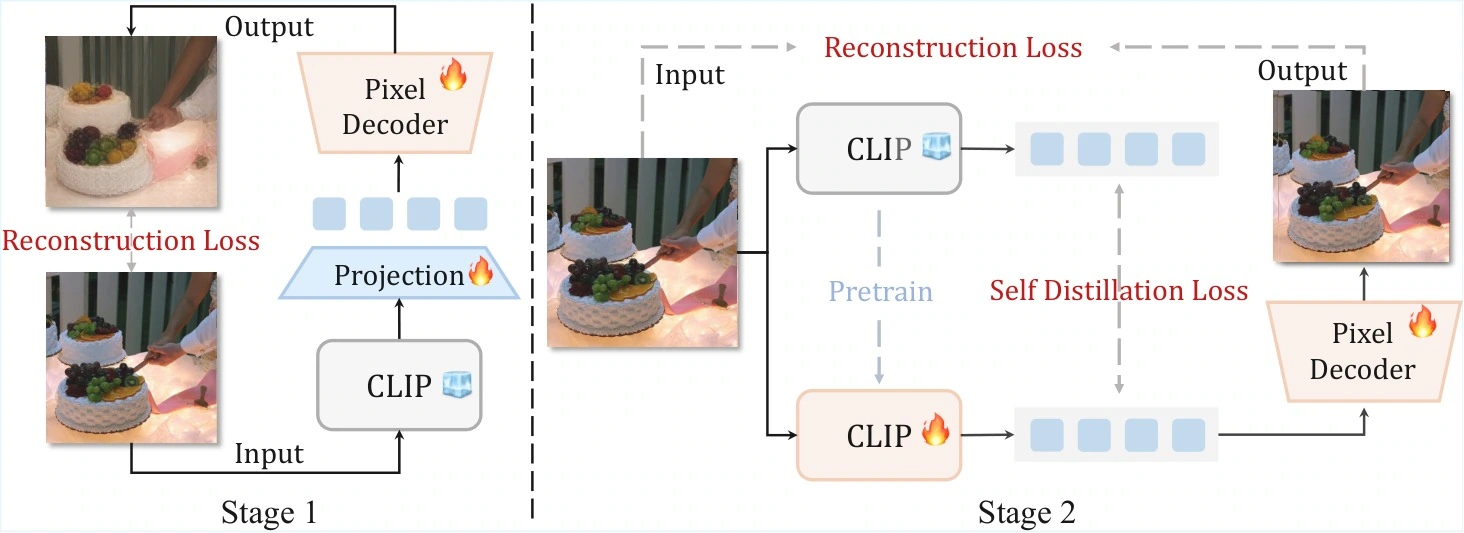 Output
Pixel
Decoder
Reconstruction Loss
Projection
CLIP
Input
Stage 1
Reconstruction Loss
Input
Output
CLIP
Pretrain
Self Distillation Loss
Pixel
Decoder
CLIP
Stage 2